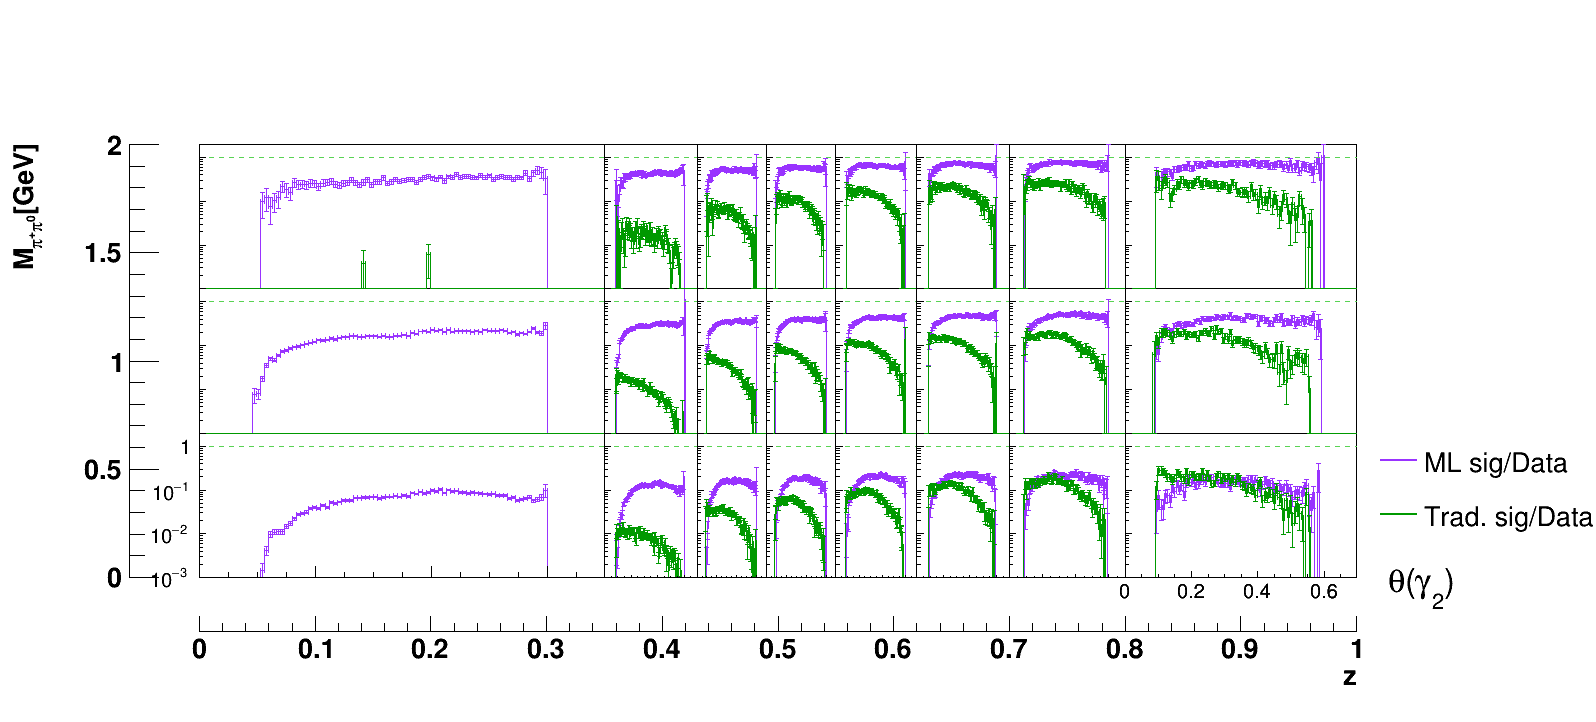 M π⁺π⁰ [GeV]
2
1.5
1
0.5
0
1
10⁻¹
10⁻²
10⁻³
ML sig/Data
Trad. sig/Data
0 0.2 0.4 0.6
θ(γ₂)
0 0.1 0.2 0.3 0.4 0.5 0.6 0.7 0.8 0.9 1
z